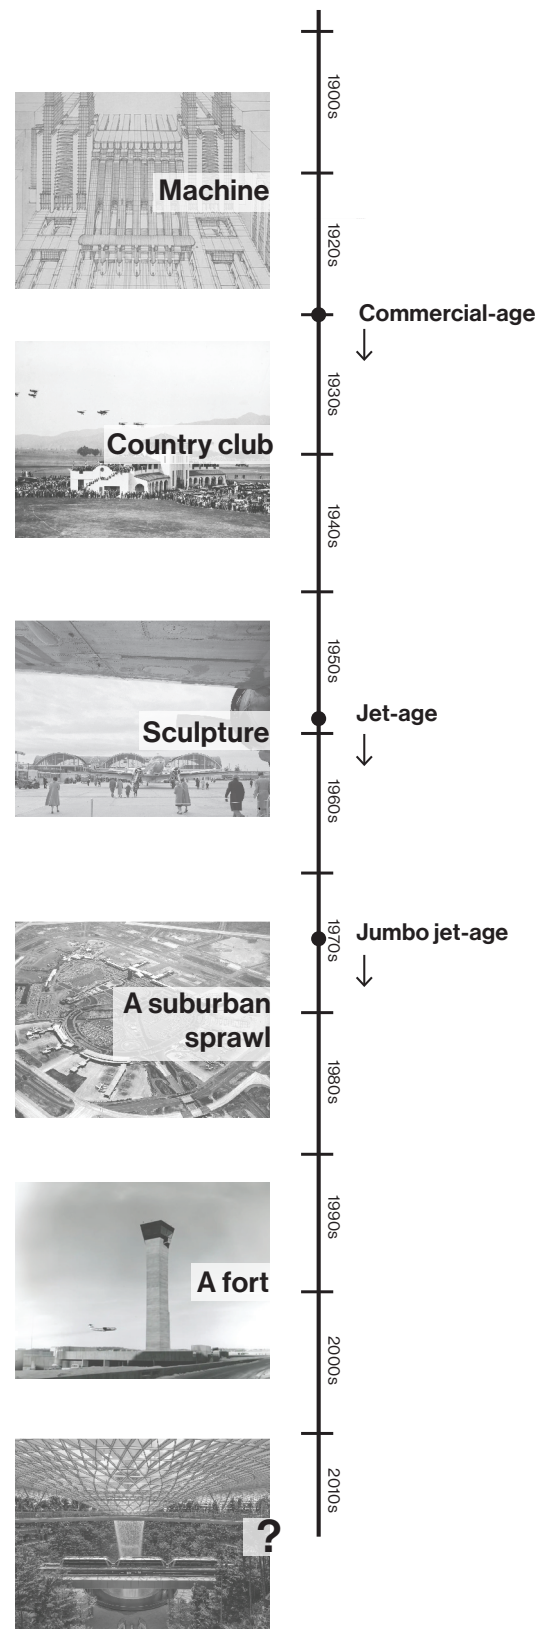 1900s
Machine
1920s
Commercial-age
1930s
Country club
1940s
1950s
Jet-age
Sculpture
1960s
1970s
Jumbo jet-age
A suburban
sprawl
1980s
1990s
A fort
2000s
2010s
?